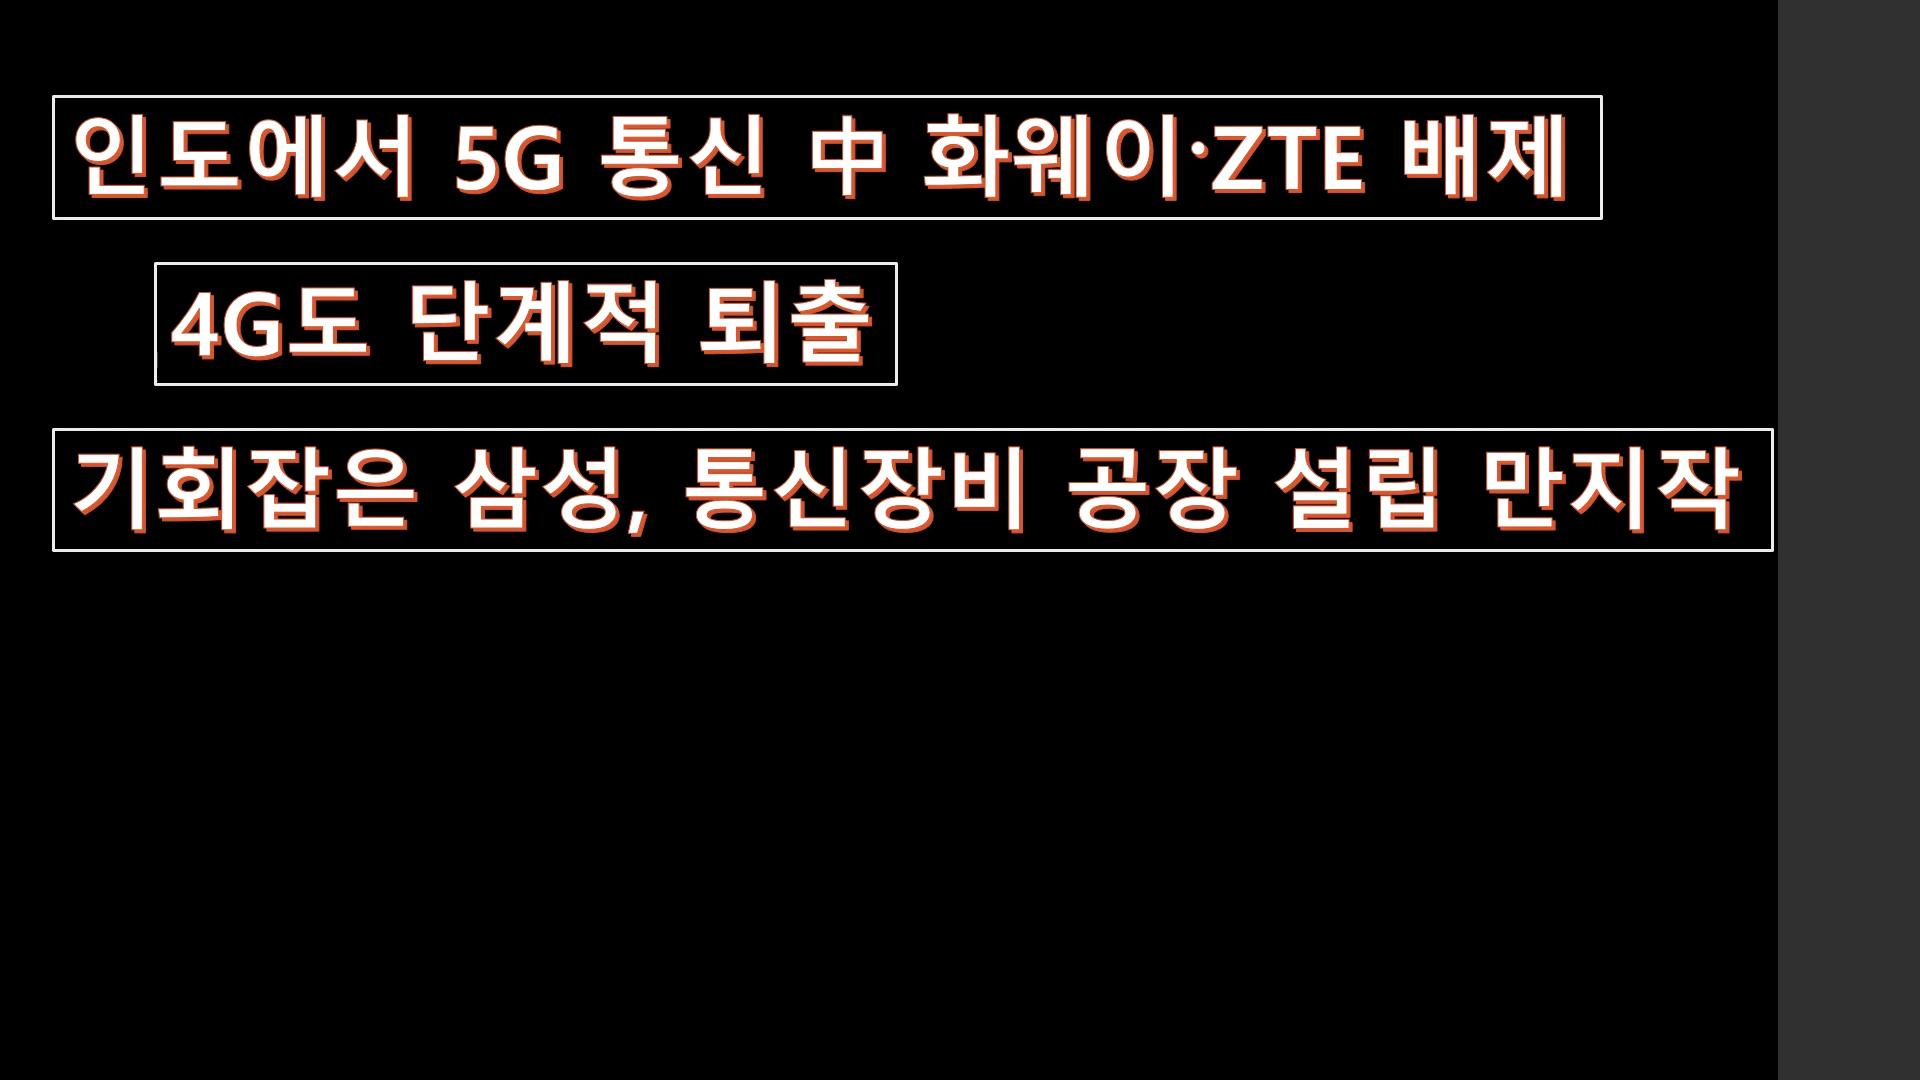 인도에서 5G 통신 中 화웨이·ZTE 배제
4G도 단계적 퇴출
기회잡은 삼성, 통신장비 공장 설립 만지작